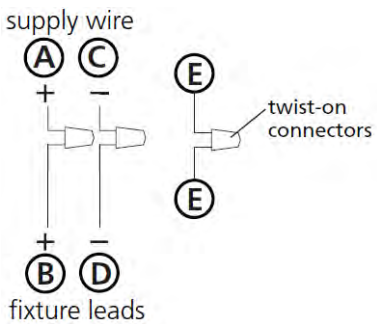 supply wire
A C
+ −
E
twist-on
connectors
E
+ −
B D
fixture leads